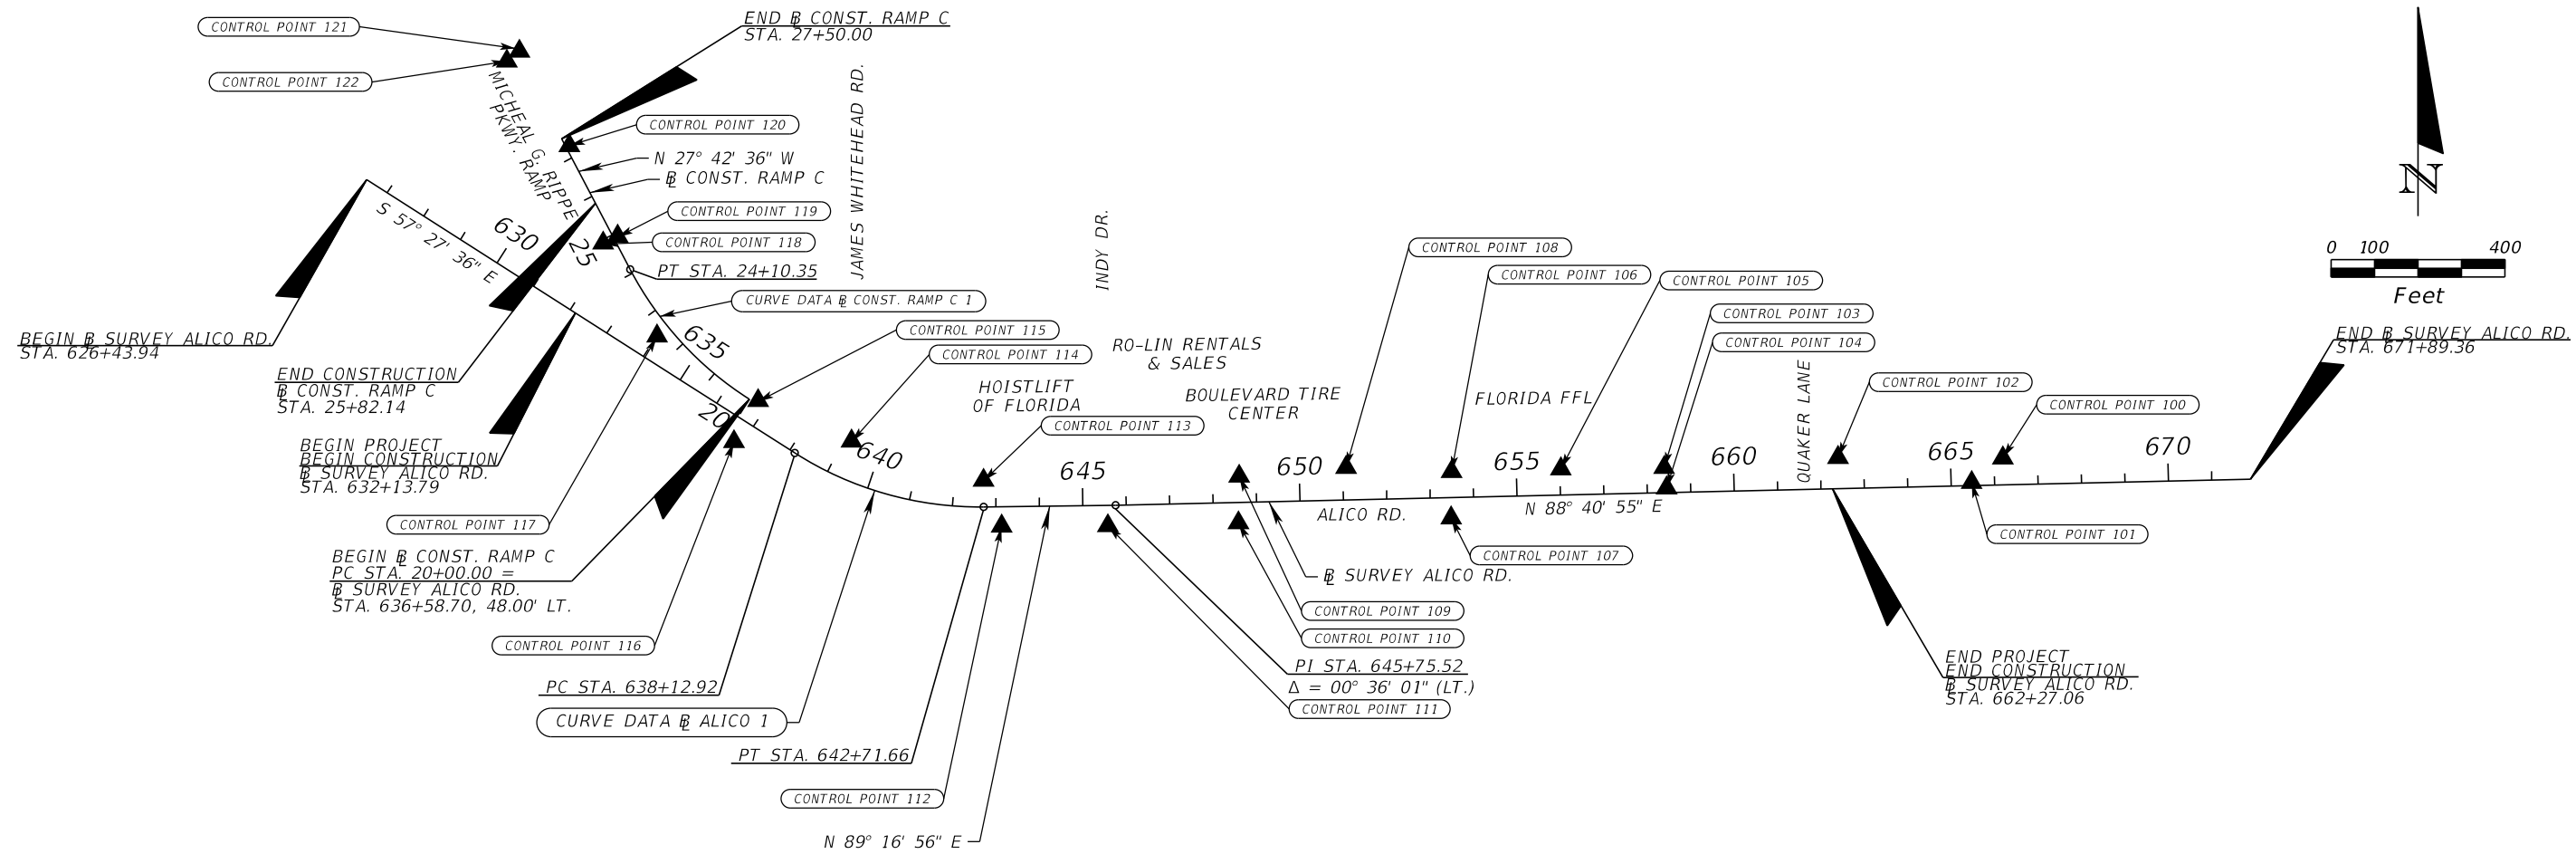 CONTROL POINT 121
CONTROL POINT 122
END ℄ CONST. RAMP C
STA. 27+50.00
MICHEAL G. RIPPE
PKWY. RAMP
CONTROL POINT 120
N 27° 42' 36" W
℄ CONST. RAMP C
CONTROL POINT 119
CONTROL POINT 118
PT STA. 24+10.35
JAMES WHITEHEAD RD.
INDY DR.
S 57° 27' 36" E
630
25
CURVE DATA ℄ CONST. RAMP C 1
635
CONTROL POINT 115
CONTROL POINT 114
BEGIN ℄ SURVEY ALICO RD.
STA. 626+43.94
END CONSTRUCTION
℄ CONST. RAMP C
STA. 25+82.14
BEGIN PROJECT
BEGIN CONSTRUCTION
℄ SURVEY ALICO RD.
STA. 632+13.79
20
640
HOISTLIFT
OF FLORIDA
CONTROL POINT 113
RO-LIN RENTALS
& SALES
BOULEVARD TIRE
CENTER
CONTROL POINT 108
CONTROL POINT 106
CONTROL POINT 105
CONTROL POINT 103
CONTROL POINT 104
FLORIDA FFL
QUAKER LANE
CONTROL POINT 102
CONTROL POINT 100
N
0 100 400
Feet
END ℄ SURVEY ALICO RD.
STA. 671+89.36
645
650
655
660
665
670
ALICO RD.
N 88° 40' 55" E
CONTROL POINT 101
CONTROL POINT 107
℄ SURVEY ALICO RD.
CONTROL POINT 117
BEGIN ℄ CONST. RAMP C
PC STA. 20+00.00 =
℄ SURVEY ALICO RD.
STA. 636+58.70, 48.00' LT.
CONTROL POINT 116
CONTROL POINT 109
CONTROL POINT 110
PI STA. 645+75.52
Δ = 00° 36' 01" (LT.)
CONTROL POINT 111
PC STA. 638+12.92
CURVE DATA ℄ ALICO 1
PT STA. 642+71.66
CONTROL POINT 112
N 89° 16' 56" E
END PROJECT
END CONSTRUCTION
℄ SURVEY ALICO RD.
STA. 662+27.06